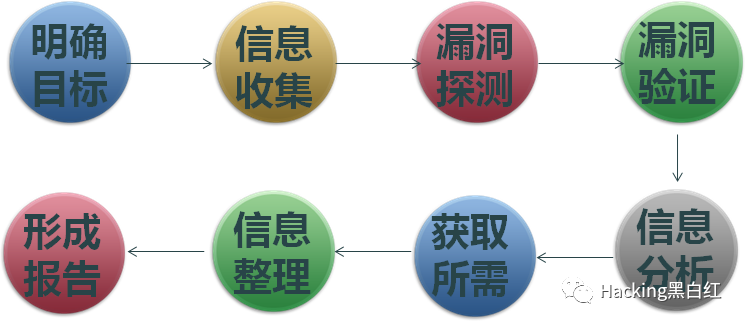 明确
目标
信息
收集
漏洞
探测
漏洞
验证
信息
分析
获取
所需
信息
整理
形成
报告
Hacking黑白红